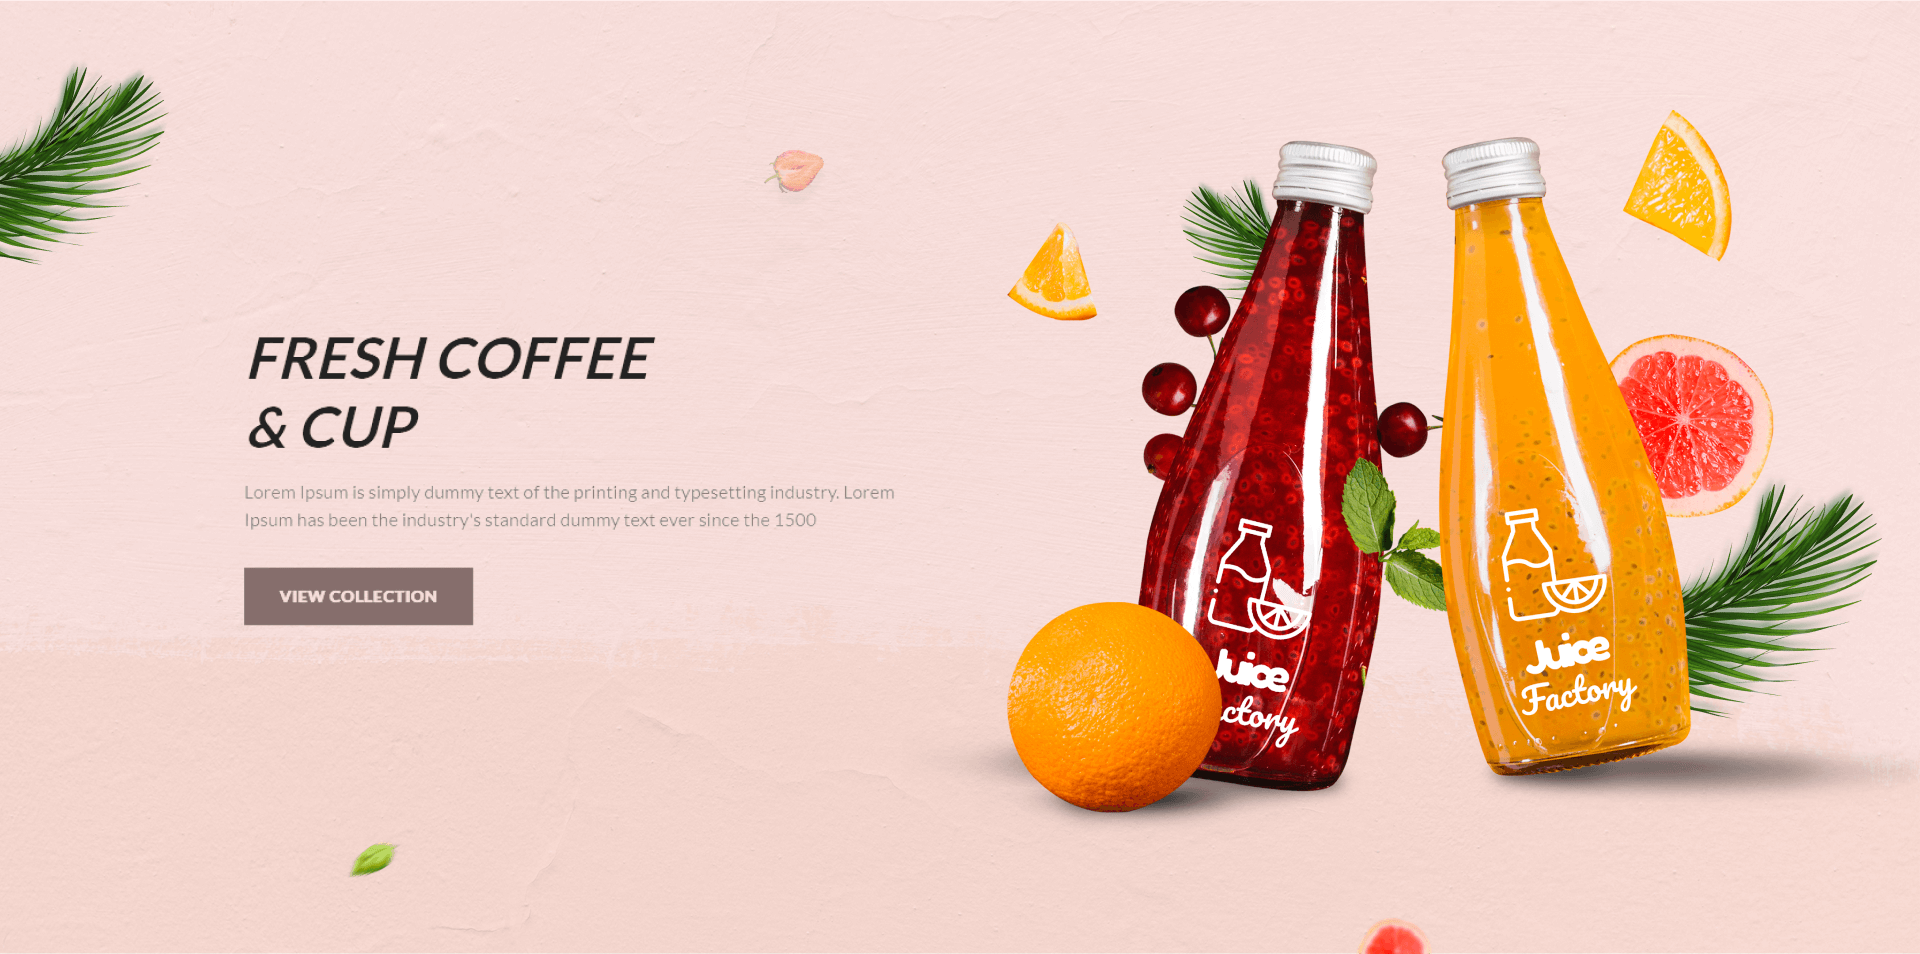 FRESH COFFEE
& CUP
Lorem Ipsum is simply dummy text of the printing and typesetting industry. Lorem
Ipsum has been the industry's standard dummy text ever since the 1500
VIEW COLLECTION
Juice
Factory
Juice
ctory